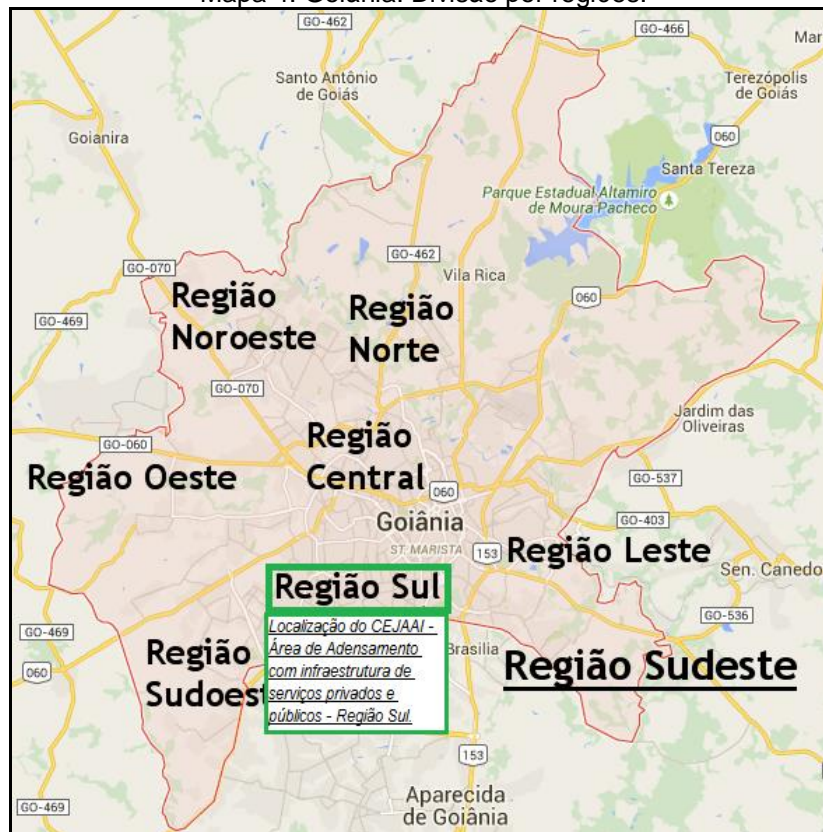 Mapa 4: Goiânia: Divisão por regiões.
GO-462
GO-466
Mar
Santo Antônio
de Goiás
Terezópolis
de Goiás
Goianira
060
Santa Tereza
Parque Estadual Altamiro
de Moura Pacheco
GO-462
GO-070
Vila Rica
Região
Noroeste
Região
Norte
060
GO-469
GO-070
Jardim das
Oliveiras
Região
Central
GO-060
Região Oeste
060
GO-537
Goiânia
GO-403
ST. MARISTA
153
Região Leste
Sen. Canedo
Região Sul
GO-536
Localização do CEJAAI -
Área de Adensamento
com infraestrutura de
serviços privados e
públicos - Região Sul.
GO-469
Região
Sudoest
Brasilia
060
Região Sudeste
153
Aparecida
de Goiânia
GO-469